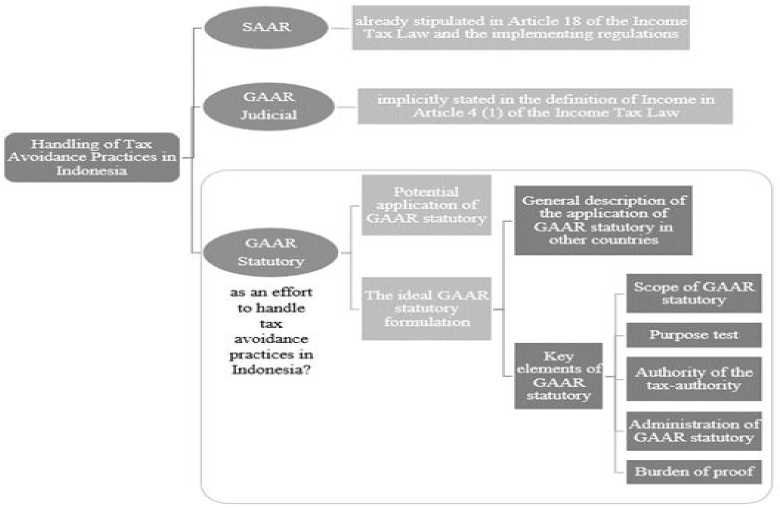 SAAR
already stipulated in Article 18 of the Income
Tax Law and the implementing regulations
GAAR
Judicial
implicitly stated in the definition of Income in
Article 4 (1) of the Income Tax Law
Handling of Tax
Avoidance Practices in
Indonesia
GAAR
Statutory
as an effort
to handle
tax
avoidance
practices in
Indonesia?
Potential
application of
GAAR statutory
The ideal GAAR
statutory
formulation
General description of
the application of
GAAR statutory in
other countries
Key
elements of
GAAR
statutory
Scope of GAAR
statutory
Purpose test
Authority of the
tax-authority
Administration of
GAAR statutory
Burden of proof